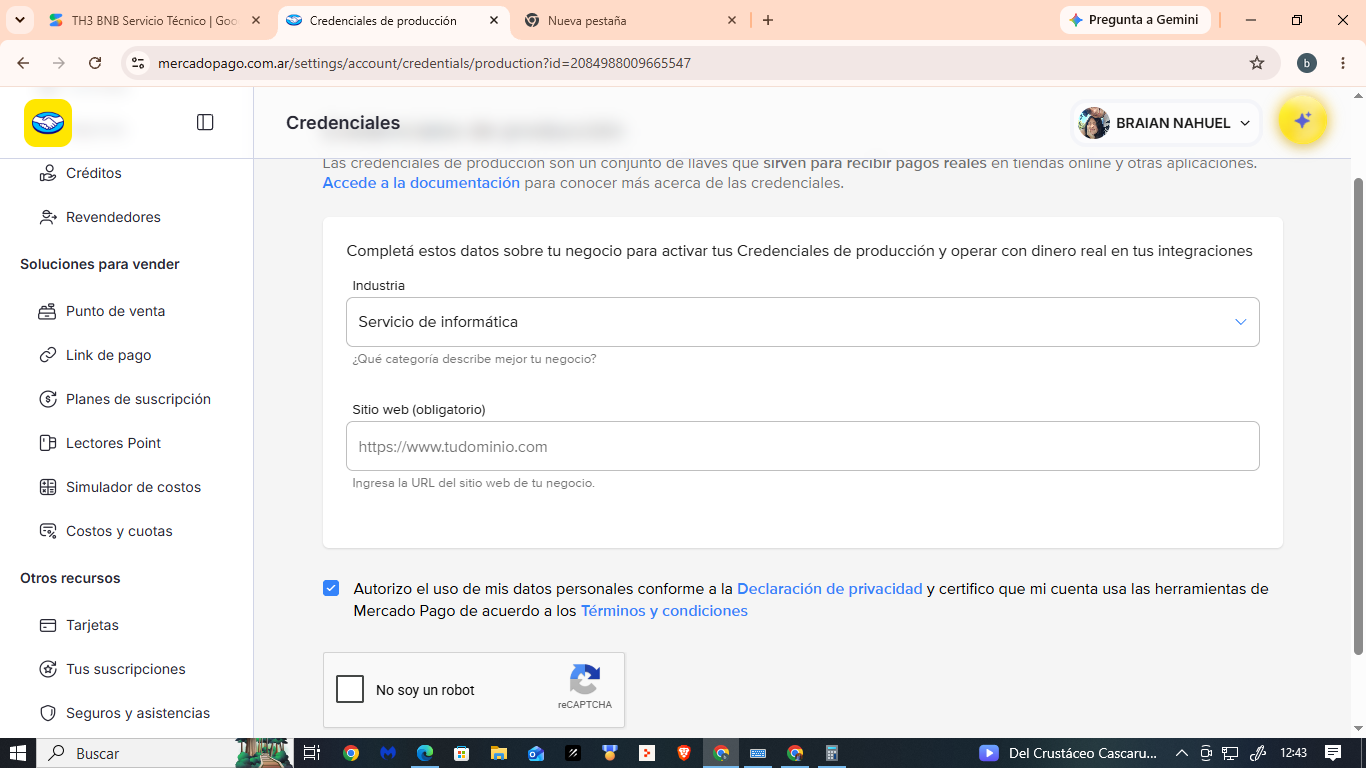 TH3 BNB Servicio Técnico | Goo
Credenciales de producción
Nueva pestaña
Pregunta a Gemini
mercadopago.com.ar/settings/account/credentials/production?id=2084988009665547
b
Credenciales
BRAIAN NAHUEL
Créditos
Revendedores
Soluciones para vender
Punto de venta
Link de pago
Planes de suscripción
Lectores Point
Simulador de costos
Costos y cuotas
Otros recursos
Tarjetas
Tus suscripciones
Seguros y asistencias
Las credenciales de producción son un conjunto de llaves que sirven para recibir pagos reales en tiendas online y otras aplicaciones.
Accede a la documentación para conocer más acerca de las credenciales.
Completá estos datos sobre tu negocio para activar tus Credenciales de producción y operar con dinero real en tus integraciones
Industria
Servicio de informática
¿Qué categoría describe mejor tu negocio?
Sitio web (obligatorio)
https://www.tudominio.com
Ingresa la URL del sitio web de tu negocio.
Autorizo el uso de mis datos personales conforme a la Declaración de privacidad y certifico que mi cuenta usa las herramientas de
Mercado Pago de acuerdo a los Términos y condiciones
No soy un robot
reCAPTCHA
Buscar
Del Crustáceo Cascaru...
12:43